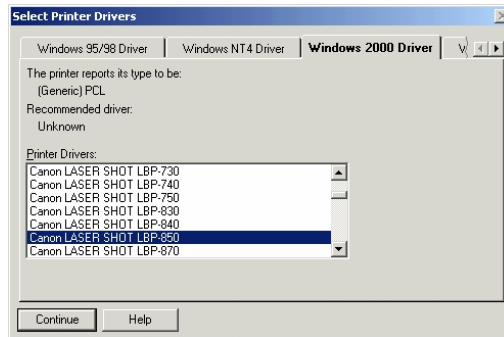 Select Printer Drivers
Windows 95/98 Driver Windows NT4 Driver Windows 2000 Driver
The printer reports its type to be:
(Generic) PCL
Recommended driver:
Unknown
Printer Drivers:
Canon LASER SHOT LBP-730
Canon LASER SHOT LBP-740
Canon LASER SHOT LBP-750
Canon LASER SHOT LBP-830
Canon LASER SHOT LBP-840
Canon LASER SHOT LBP-850
Canon LASER SHOT LBP-870
Continue Help